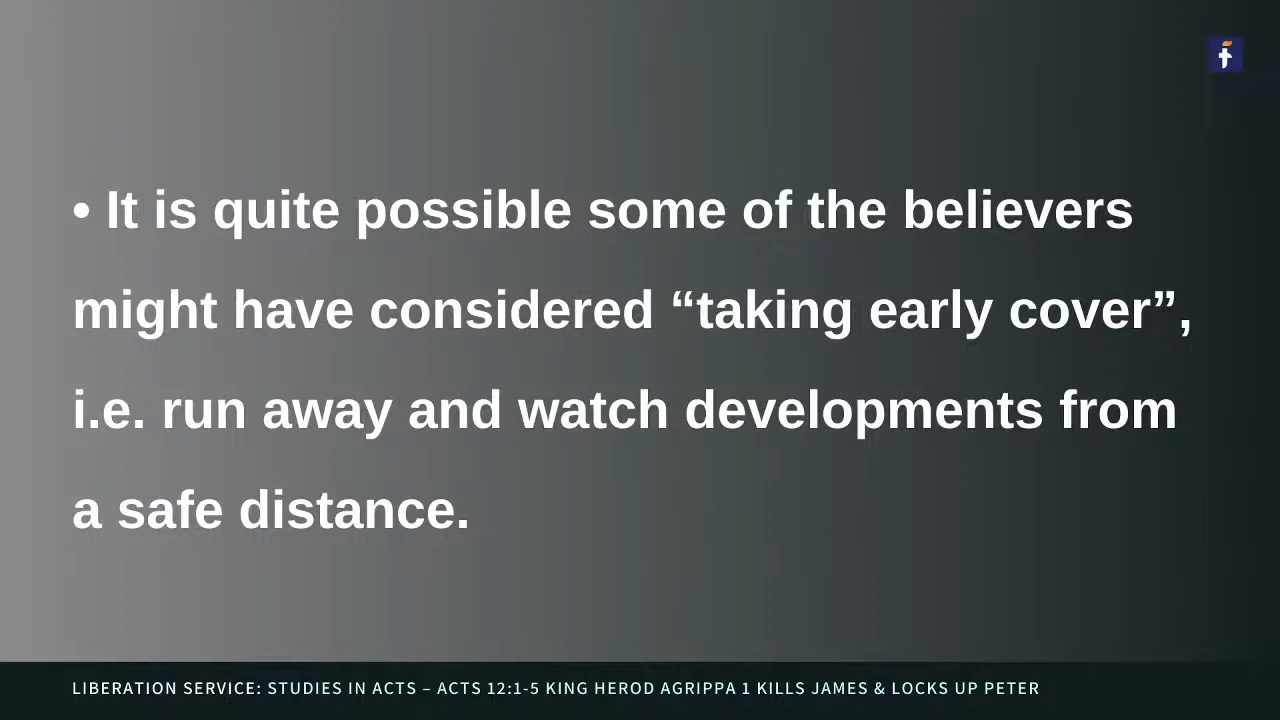 • It is quite possible some of the believers
might have considered “taking early cover”,
i.e. run away and watch developments from
a safe distance.
LIBERATION SERVICE: STUDIES IN ACTS – ACTS 12:1-5 KING HEROD AGRIPPA 1 KILLS JAMES & LOCKS UP PETER